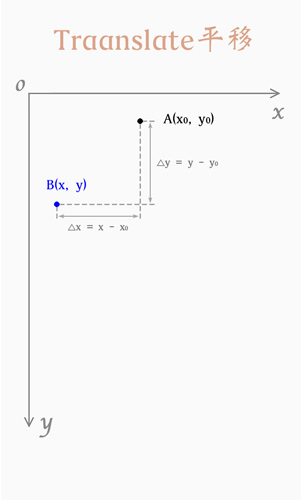 Traanslate平移
o
x
A(x₀, y₀)
△y = y - y₀
B(x, y)
△x = x - x₀
y